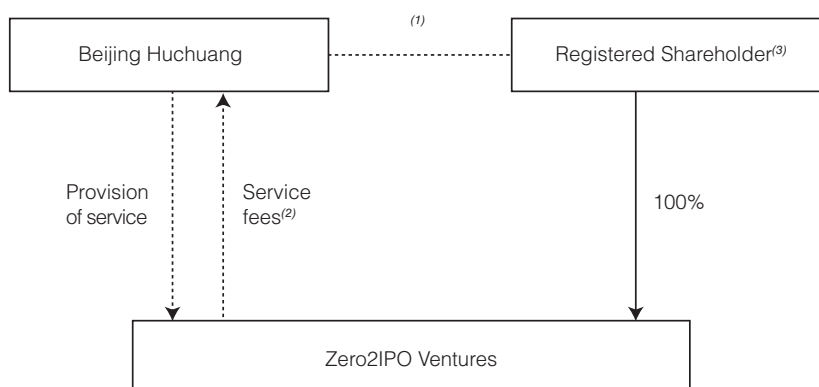 (1)
Beijing Huchuang
Registered Shareholder(3)
Provision
of service
Service
fees(2)
100%
Zero2IPO Ventures